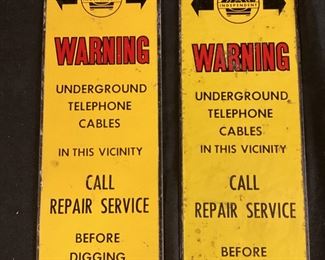 WARNING
UNDERGROUND
TELEPHONE
CABLES
IN THIS VICINITY
CALL
REPAIR SERVICE
BEFORE
DIGGING
INDEPENDENT
WARNING
UNDERGROUND
TELEPHONE
CABLES
IN THIS VICINITY
CALL
REPAIR SERVICE
BEFORE